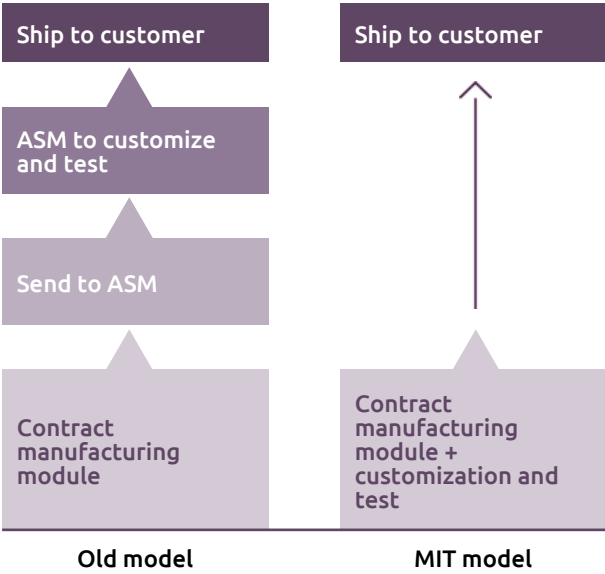 Ship to customer
ASM to customize
and test
Send to ASM
Contract
manufacturing
module
Old model
Ship to customer
Contract
manufacturing
module +
customization and
test
MIT model